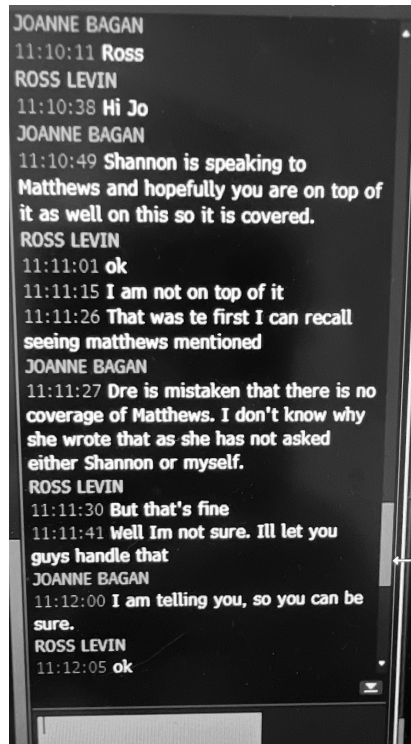 JOANNE BAGAN
11:10:11 Ross
ROSS LEVIN
11:10:38 Hi Jo
JOANNE BAGAN
11:10:49 Shannon is speaking to
Matthews and hopefully you are on top of
it as well on this so it is covered.
ROSS LEVIN
11:11:01 ok
11:11:15 I am not on top of it
11:11:26 That was te first I can recall
seeing matthews mentioned
JOANNE BAGAN
11:11:27 Dre is mistaken that there is no
coverage of Matthews. I don't know why
she wrote that as she has not asked
either Shannon or myself.
ROSS LEVIN
11:11:30 But that's fine
11:11:41 Well Im not sure. Ill let you
guys handle that
JOANNE BAGAN
11:12:00 I am telling you, so you can be
sure.
ROSS LEVIN
11:12:05 ok